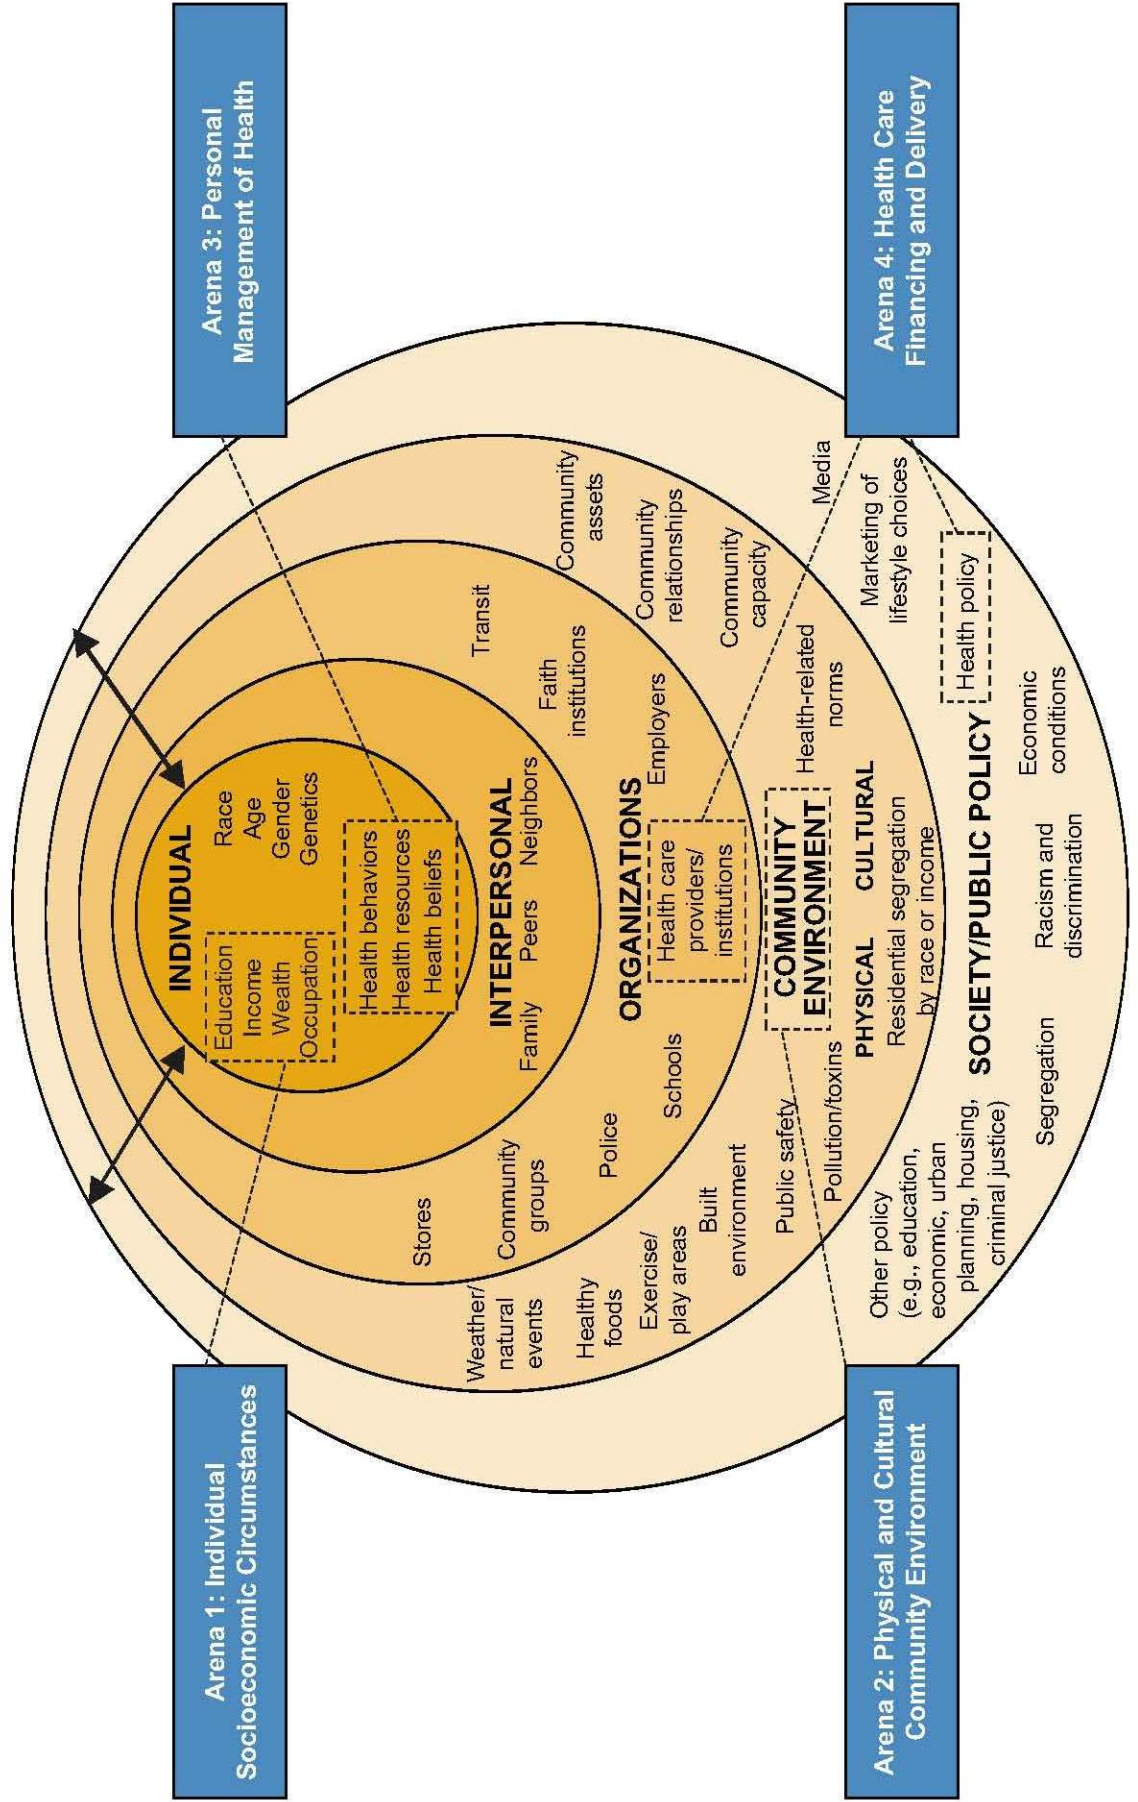 Arena 1: Individual
Socioeconomic Circumstances
Arena 3: Personal
Management of Health
INDIVIDUAL
Education
Income
Wealth
Occupation
Race
Age
Gender
Genetics
Health behaviors
Health resources
Health beliefs
INTERPERSONAL
Family
Peers
Neighbors
Stores
Transit
Community
groups
Faith
institutions
Police
ORGANIZATIONS
Schools
Health care
providers/
institutions
Employers
Weather/
natural
events
Community
assets
Healthy
foods
Exercise/
play areas
Community
relationships
Built
environment
Community
capacity
Public safety
COMMUNITY
ENVIRONMENT
Health-related
norms
Pollution/toxins
PHYSICAL
CULTURAL
Residential segregation
by race or income
Media
Marketing of
lifestyle choices
Other policy
(e.g., education,
economic, urban
planning, housing,
criminal justice)
SOCIETY/PUBLIC POLICY
Health policy
Segregation
Racism and
discrimination
Economic
conditions
Arena 2: Physical and Cultural
Community Environment
Arena 4: Health Care
Financing and Delivery